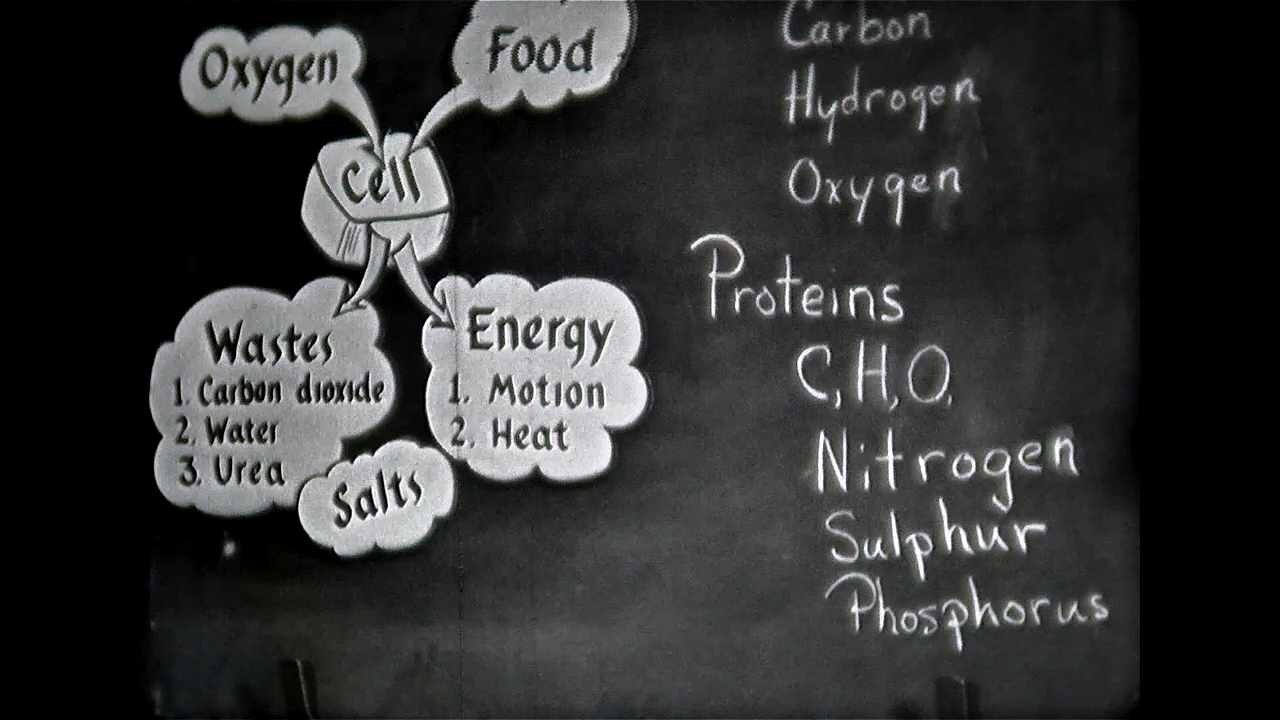 Oxygen
Food
Cell
Wastes
1. Carbon dioxide
2. Water
3. Urea
Salts
Energy
1. Motion
2. Heat
Carbon
Hydrogen
Oxygen
Proteins
C, H, O,
Nitrogen
Sulphur
Phosphorus